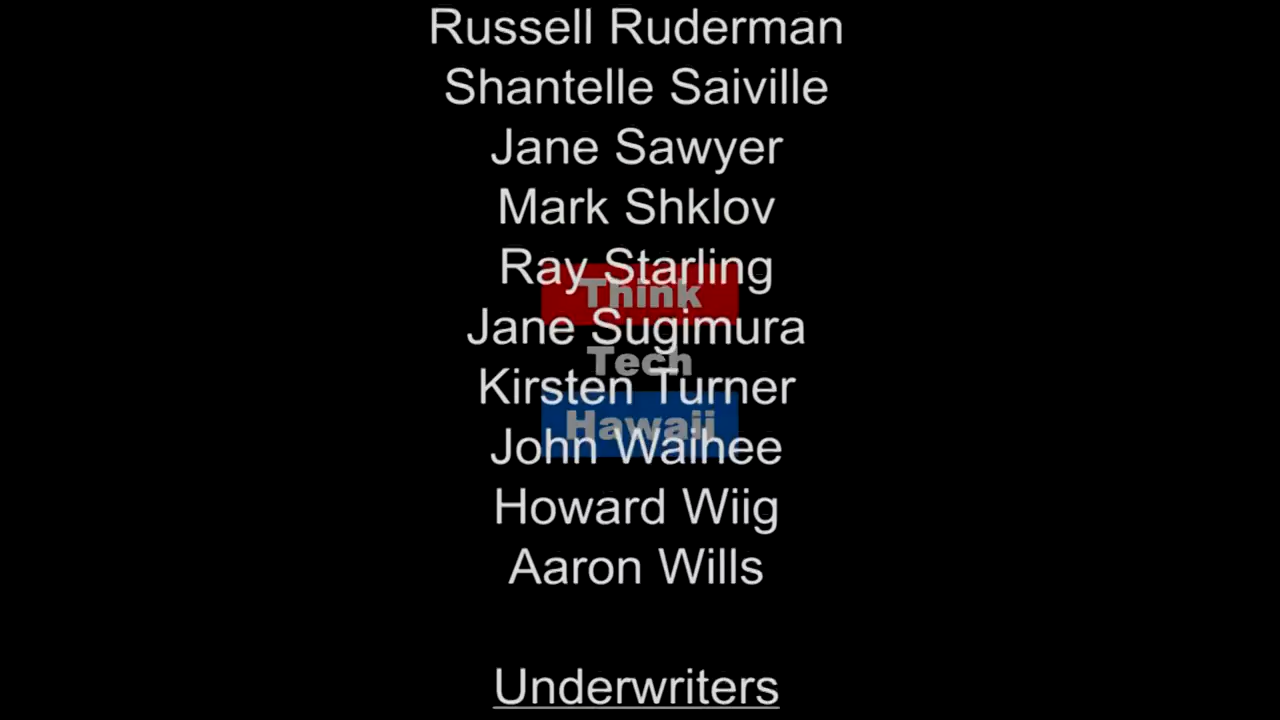 Russell Ruderman
Shantelle Saiville
Jane Sawyer
Mark Shklov
Ray Starling
Think
Jane Sugimura
Tech
Kirsten Turner
Hawaii
John Waihee
Howard Wiig
Aaron Wills
Underwriters